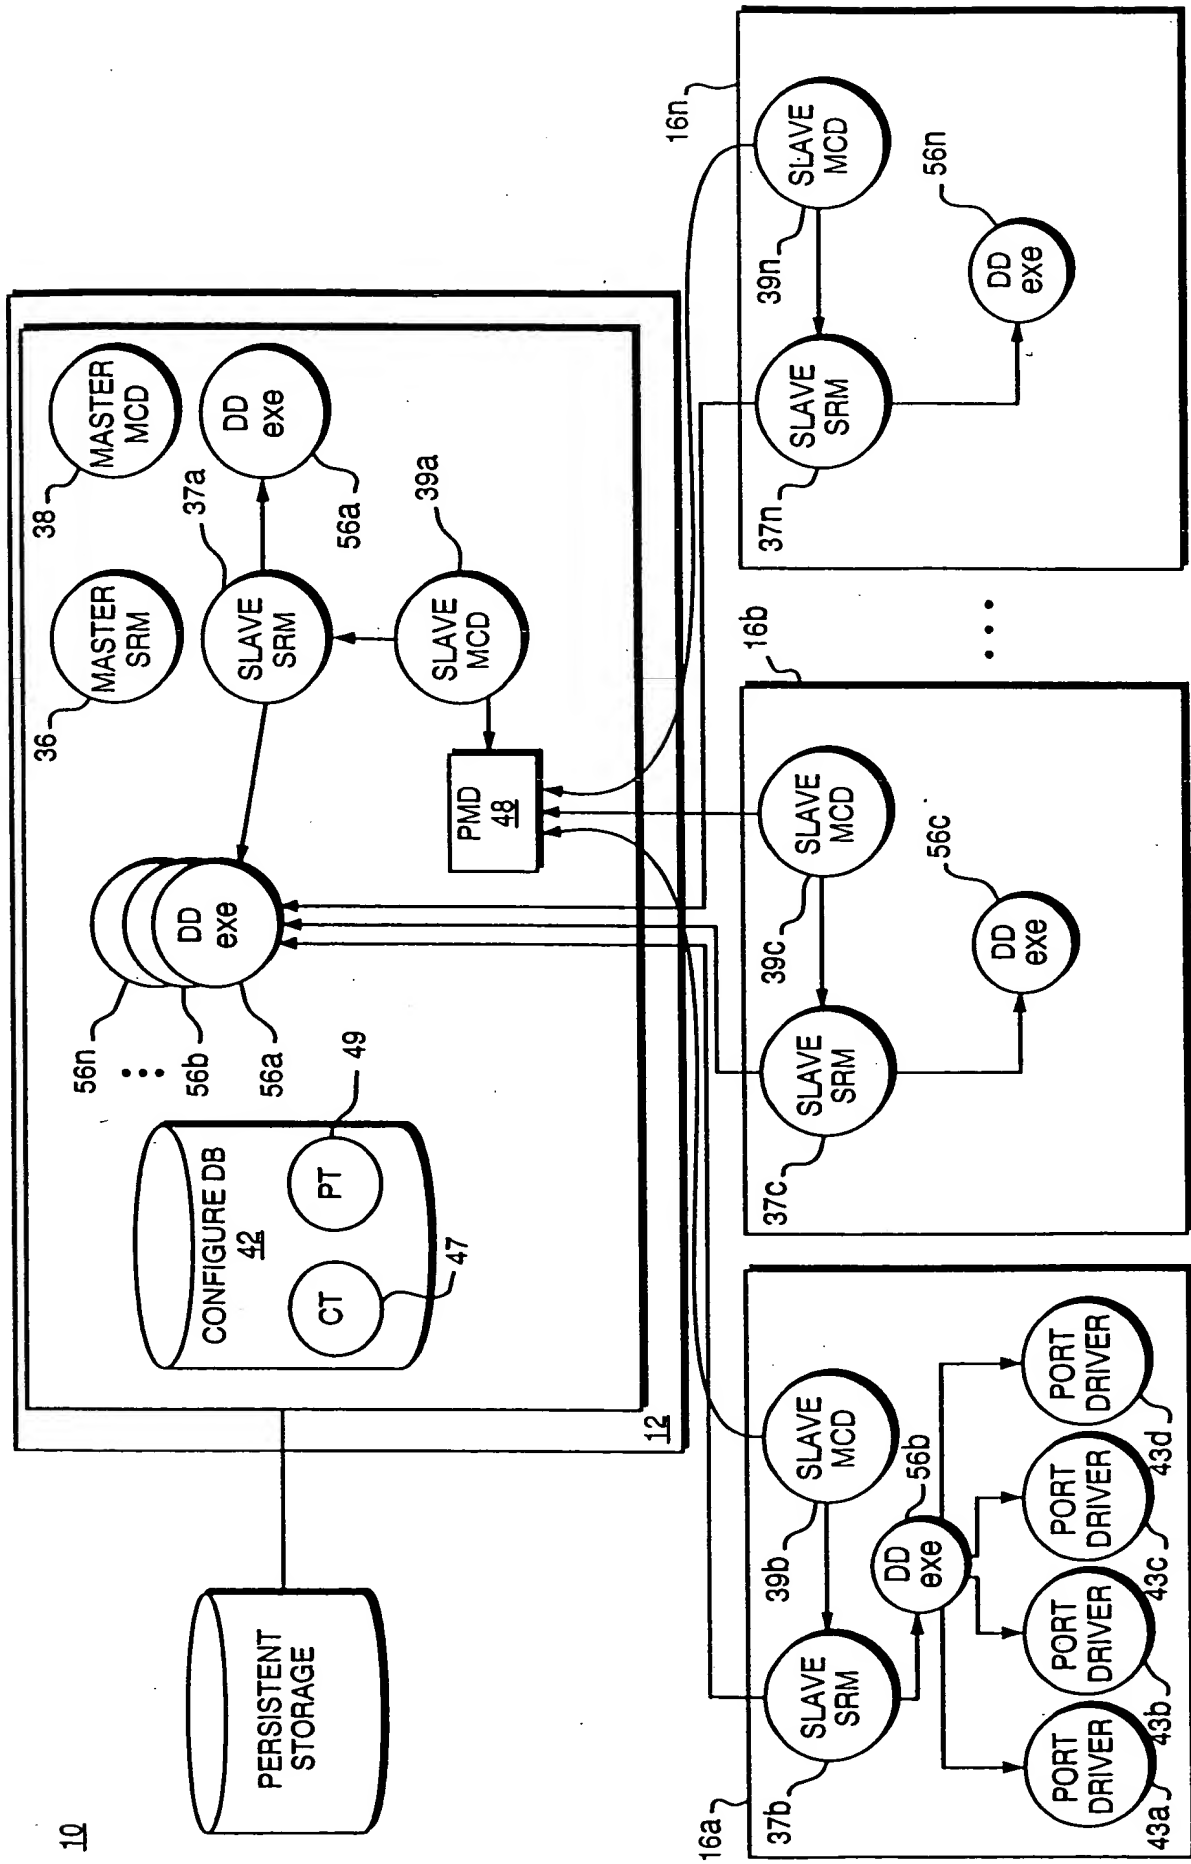 10
PERSISTENT
STORAGE
12
CONFIGURE DB
42
CT
PT
47
49
56n
56b
56a
DD
exe
36
MASTER
SRM
38
MASTER
MCD
37a
SLAVE
SRM
DD
exe
56a
39a
SLAVE
MCD
PMD
48
16a
37b
SLAVE
SRM
39b
SLAVE
MCD
56b
DD
exe
PORT
DRIVER
43a
PORT
DRIVER
43b
PORT
DRIVER
43c
PORT
DRIVER
43d
16b
37c
SLAVE
SRM
39c
SLAVE
MCD
56c
DD
exe
16n
37n
SLAVE
SRM
39n
SLAVE
MCD
56n
DD
exe